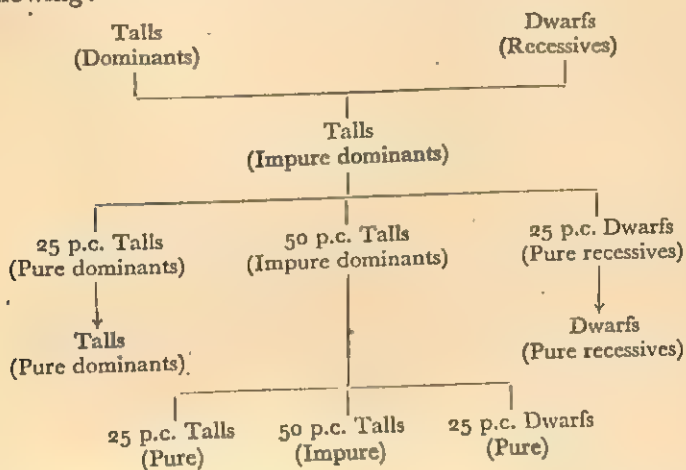 Talls
(Dominants)
Dwarfs
(Recessives)
Talls
(Impure dominants)
25 p.c. Talls
(Pure dominants)
50 p.c. Talls
(Impure dominants)
25 p.c. Dwarfs
(Pure recessives)
Talls
(Pure dominants)
Dwarfs
(Pure recessives)
25 p.c. Talls
(Pure)
50 p.c. Talls
(Impure)
25 p.c. Dwarfs
(Pure)